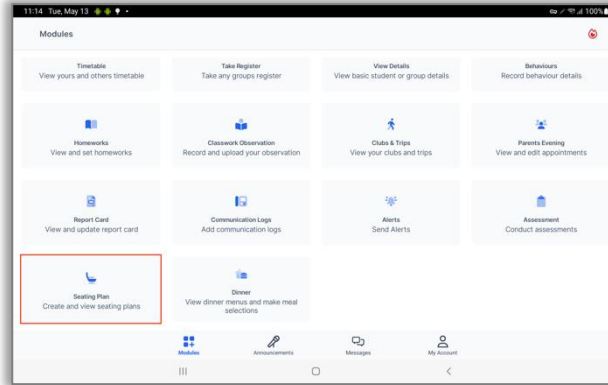 11:14 Tue, May 13
100%
Modules
Timetable
View yours and others timetable
Take Register
Take any groups register
View Details
View basic student or group details
Behaviours
Record behaviour details
Homeworks
View and set homeworks
Classwork Observation
Record and upload your observation
Clubs & Trips
View your clubs and trips
Parents Evening
View and edit appointments
Report Card
View and update report card
Communication Logs
Add communication logs
Alerts
Send Alerts
Assessment
Conduct assessments
Seating Plan
Create and view seating plans
Dinner
View dinner menus and make meal
selections
Modules
Announcements
Messages
My Account